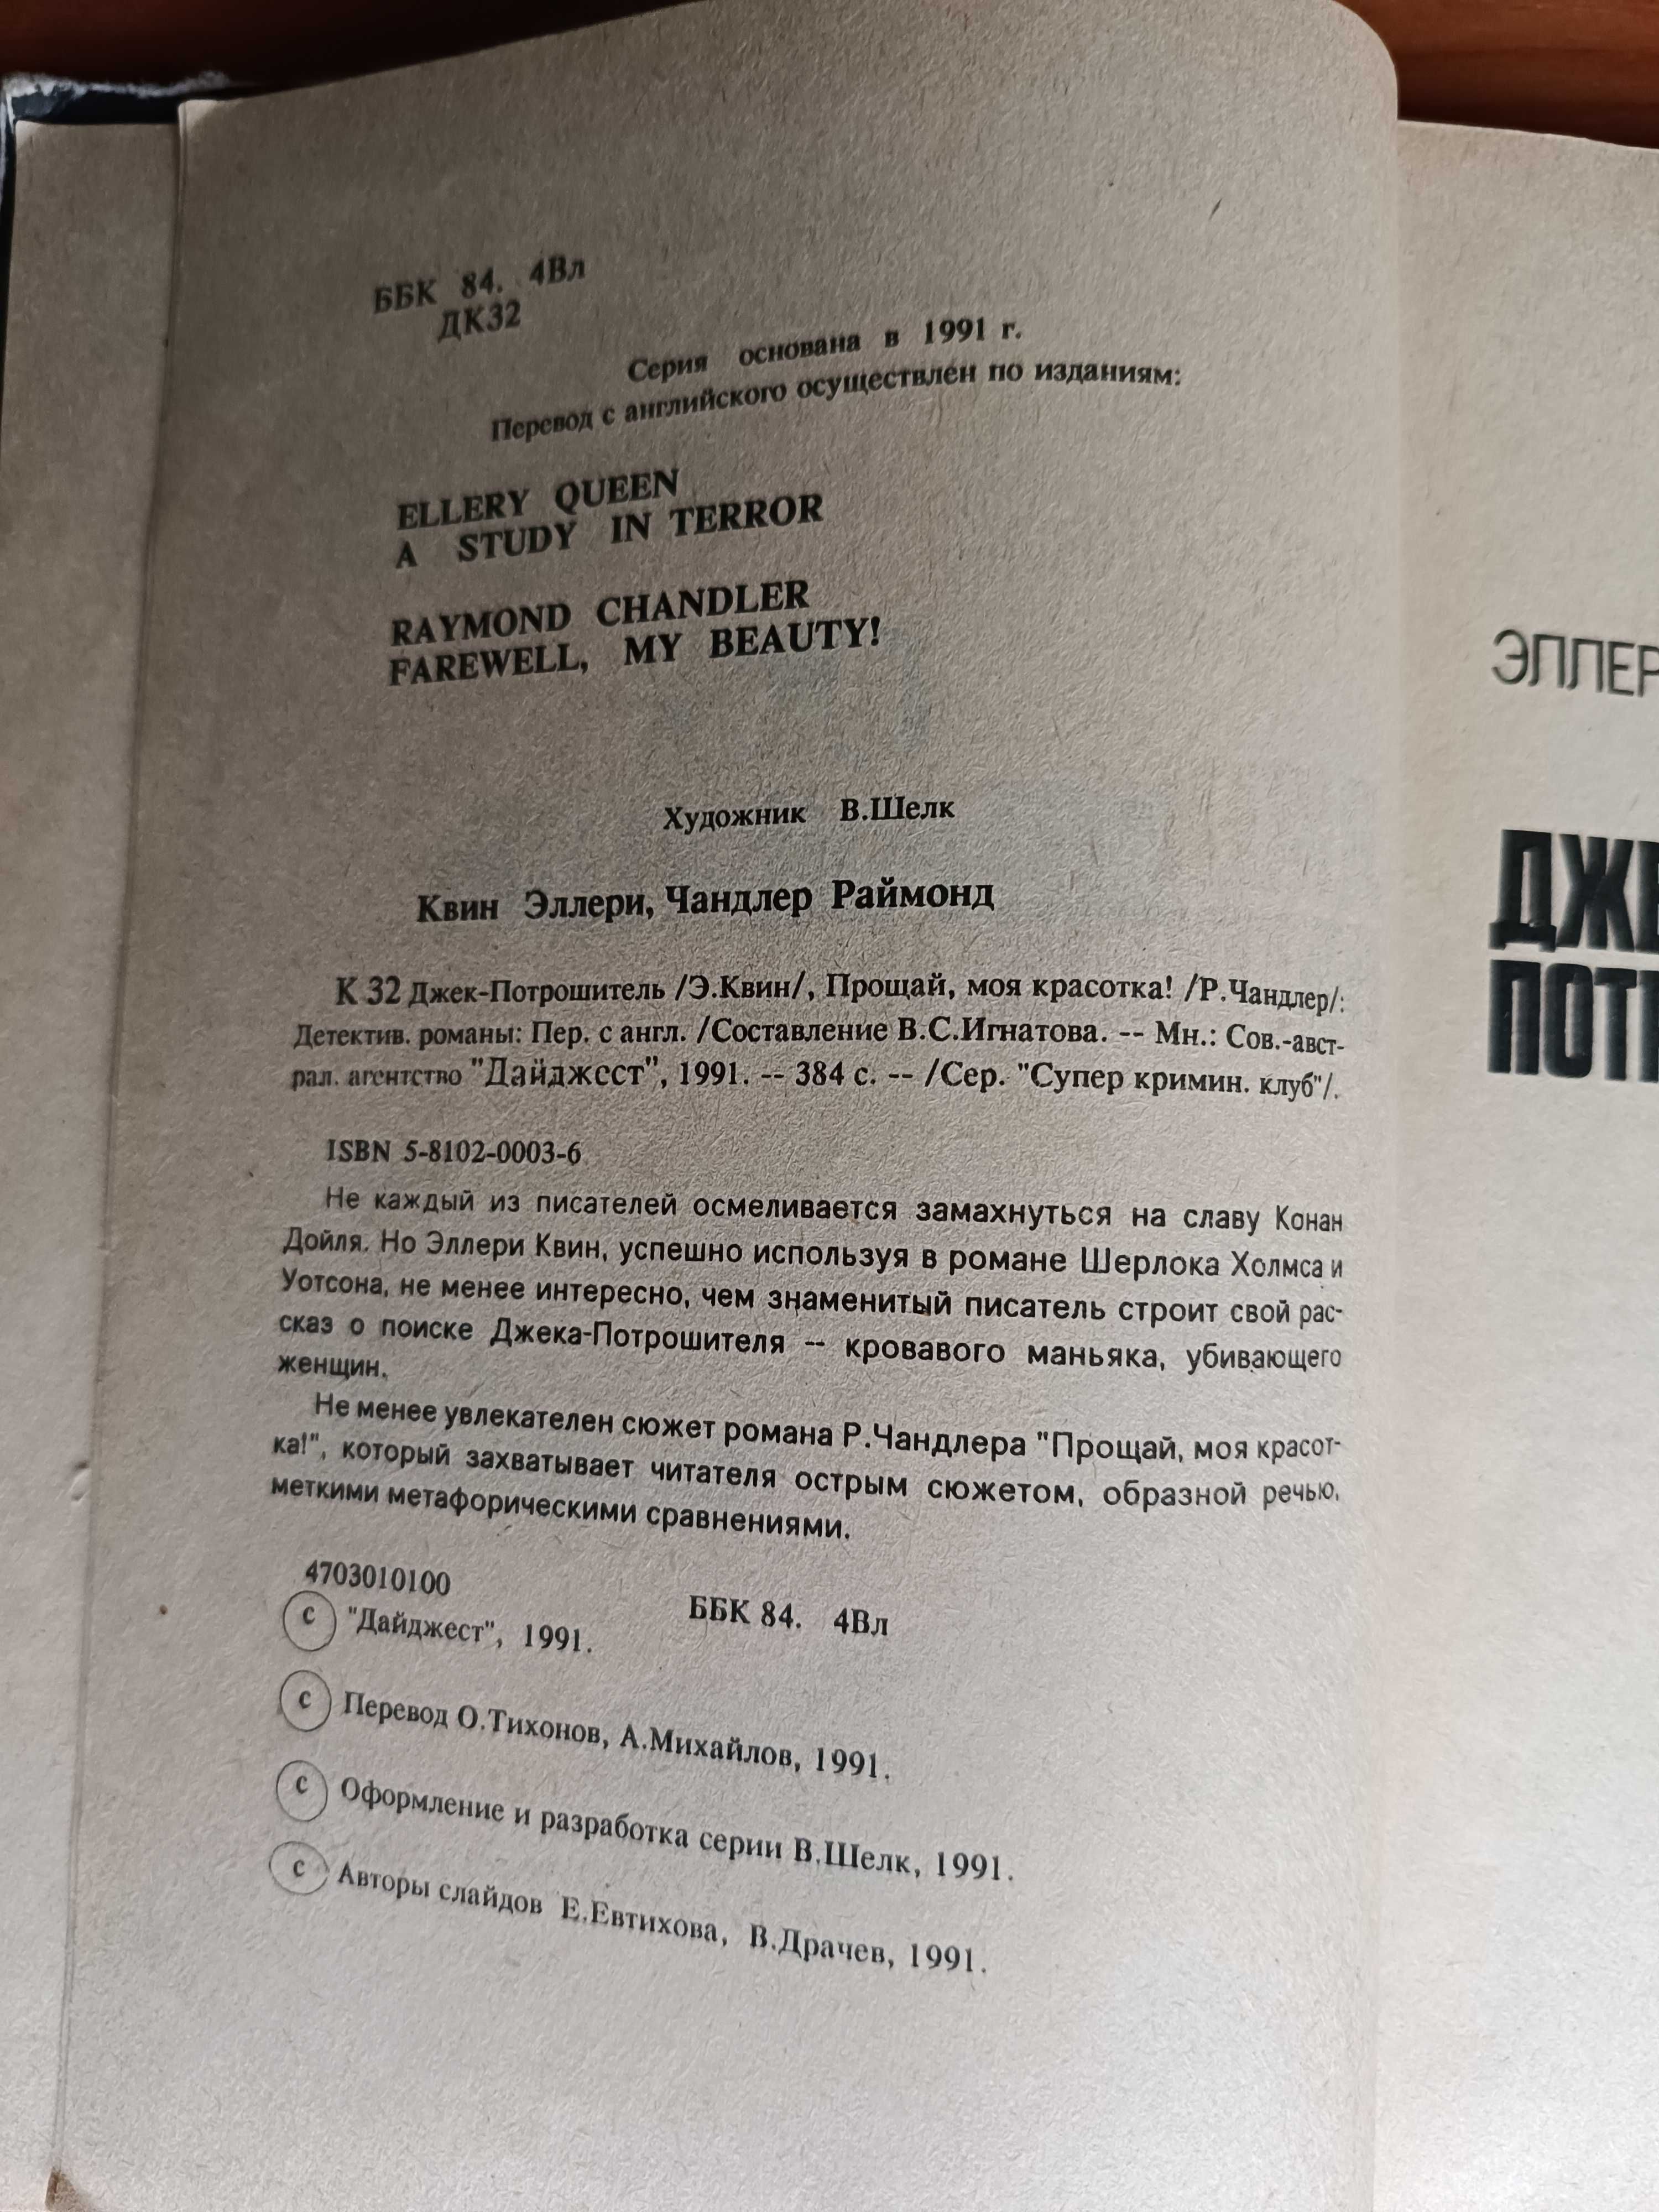 ББК 84. 4Вл
ДК32
Серия основана в 1991 г.
Перевод с английского осуществлен по изданиям:
ELLERY QUEEN
A STUDY IN TERROR
RAYMOND CHANDLER
FAREWELL, MY BEAUTY!
Художник В.Шелк
Квин Эллери, Чандлер Раймонд
К 32 Джек-Потрошитель /Э.Квин/, Прощай, моя красотка! /Р.Чандлер/:
Детектив. романы: Пер. с англ. /Составление В.С.Игнатова. -- Мн.: Сов.-авст-
рал. агентство "Дайджест", 1991. -- 384 с. -- /Сер. "Супер кримин. клуб"/.
ISBN 5-8102-0003-6
Не каждый из писателей осмеливается замахнуться на славу Конан
Дойля. Но Эллери Квин, успешно используя в романе Шерлока Холмса и
Уотсона, не менее интересно, чем знаменитый писатель строит свой рас-
сказ о поиске Джека-Потрошителя -- кровавого маньяка, убивающего
женщин.
Не менее увлекателен сюжет романа Р.Чандлера "Прощай, моя красот-
ка!", который захватывает читателя острым сюжетом, образной речью,
меткими метафорическими сравнениями.
4703010100
ББК 84. 4Вл
© "Дайджест", 1991.
© Перевод О.Тихонов, А.Михайлов, 1991.
© Оформление и разработка серии В.Шелк, 1991.
© Авторы слайдов Е.Евтихова, В.Драчев, 1991.
ЭЛЛЕР
ДЖЕ
ПОТ